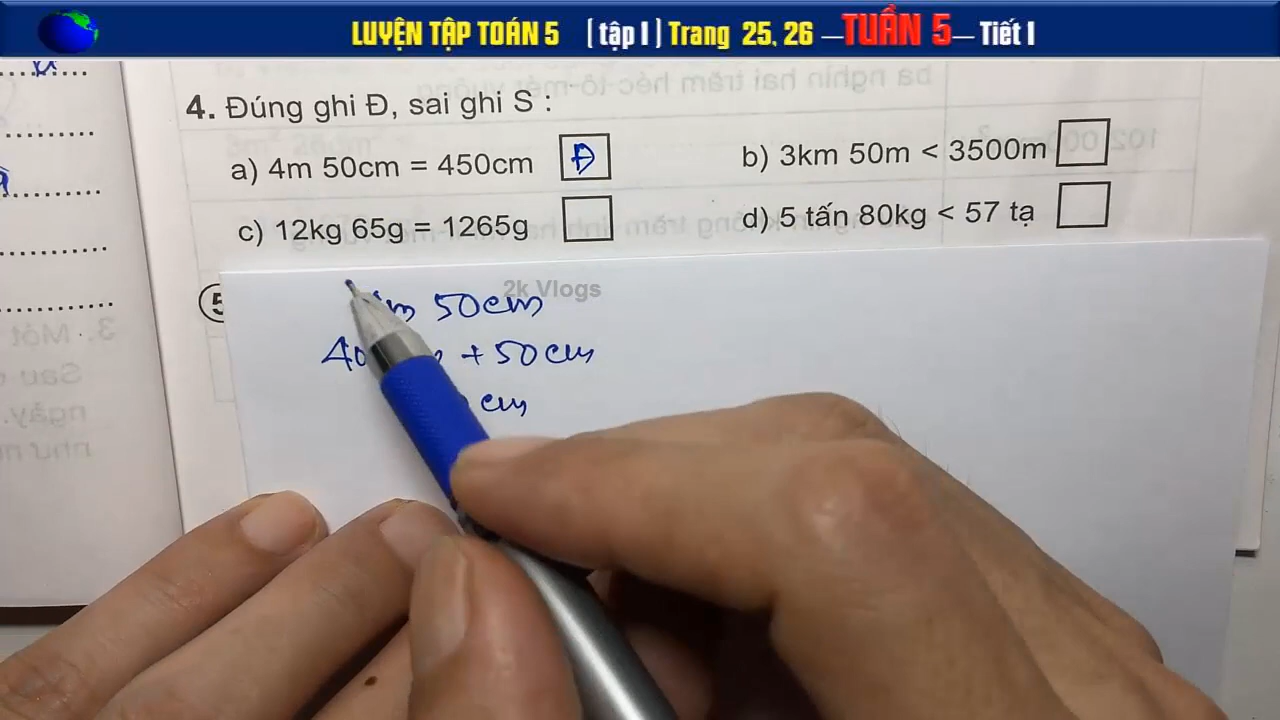 LUYỆN TẬP TOÁN 5 [ tập I ] Trang 25, 26 —TUẦN 5— Tiết I
4. Đúng ghi Đ, sai ghi S :
a) 4m 50cm = 450cm Đ b) 3km 50m < 3500m
c) 12kg 65g = 1265g d) 5 tấn 80kg < 57 tạ
2k Vlogs
50cm
+ 50cm
cm